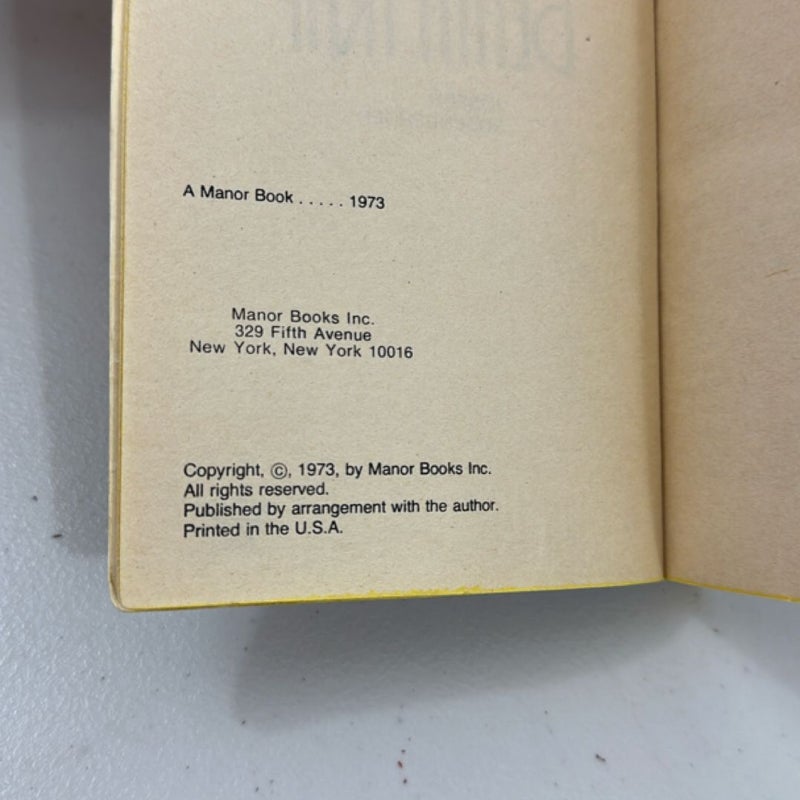 A Manor Book ..... 1973
Manor Books Inc.
329 Fifth Avenue
New York, New York 10016
Copyright, ©, 1973, by Manor Books Inc.
All rights reserved.
Published by arrangement with the author.
Printed in the U.S.A.